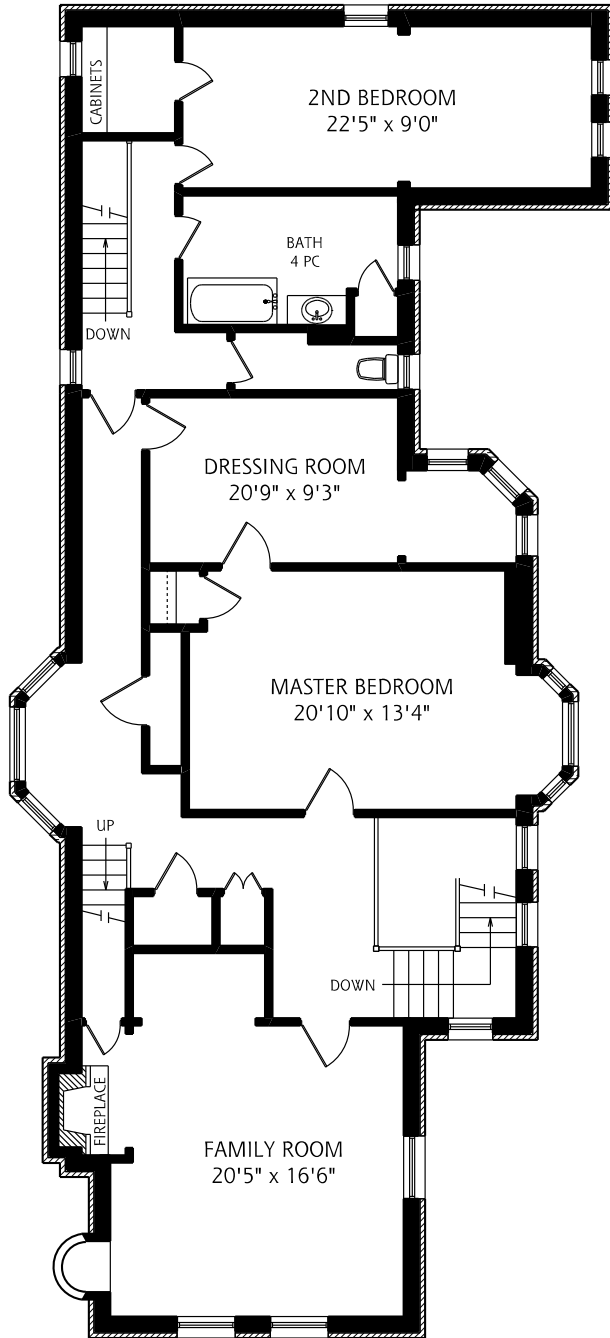 CABINETS
2ND BEDROOM
22'5" x 9'0"
BATH
4 PC
DOWN
DRESSING ROOM
20'9" x 9'3"
MASTER BEDROOM
20'10" x 13'4"
UP
DOWN
FIREPLACE
FAMILY ROOM
20'5" x 16'6"